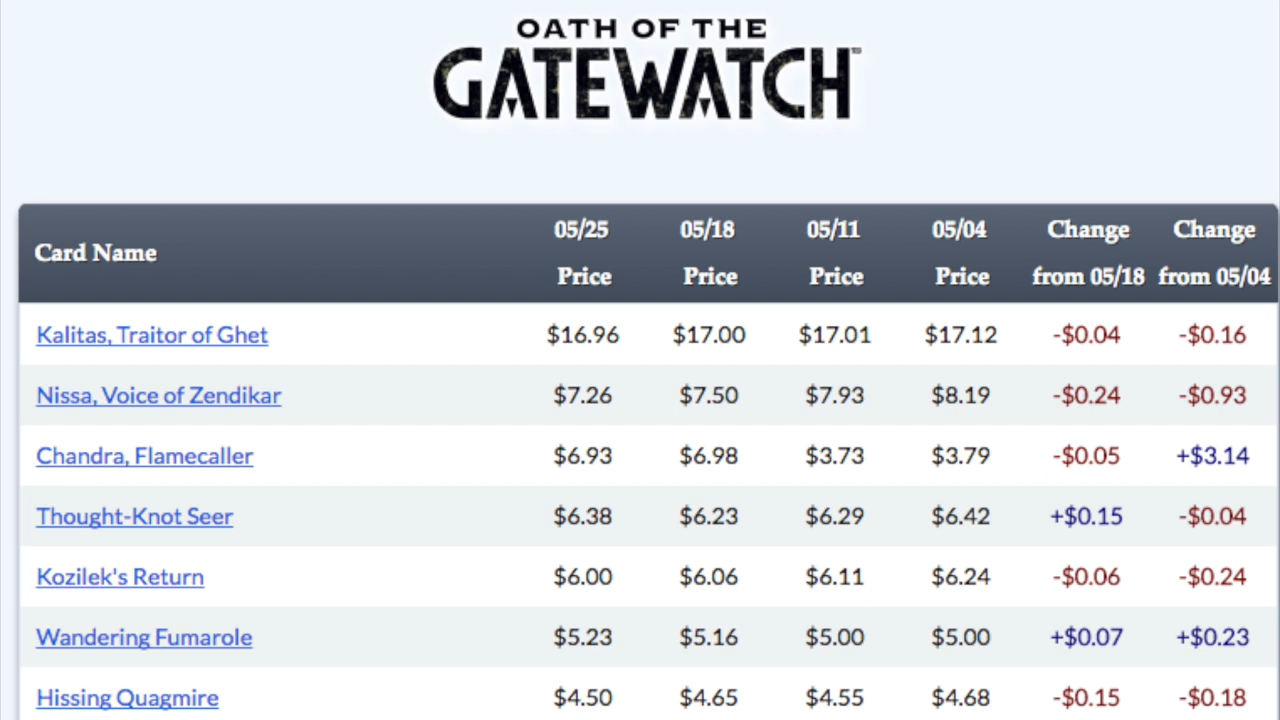 OATH OF THE
GATEWATCH™
Card Name 05/25 Price 05/18 Price 05/11 Price 05/04 Price Change from 05/18 Change from 05/04
Kalitas, Traitor of Ghet $16.96 $17.00 $17.01 $17.12 -$0.04 -$0.16
Nissa, Voice of Zendikar $7.26 $7.50 $7.93 $8.19 -$0.24 -$0.93
Chandra, Flamecaller $6.93 $6.98 $3.73 $3.79 -$0.05 +$3.14
Thought-Knot Seer $6.38 $6.23 $6.29 $6.42 +$0.15 -$0.04
Kozilek's Return $6.00 $6.06 $6.11 $6.24 -$0.06 -$0.24
Wandering Fumarole $5.23 $5.16 $5.00 $5.00 +$0.07 +$0.23
Hissing Quagmire $4.50 $4.65 $4.55 $4.68 -$0.15 -$0.18